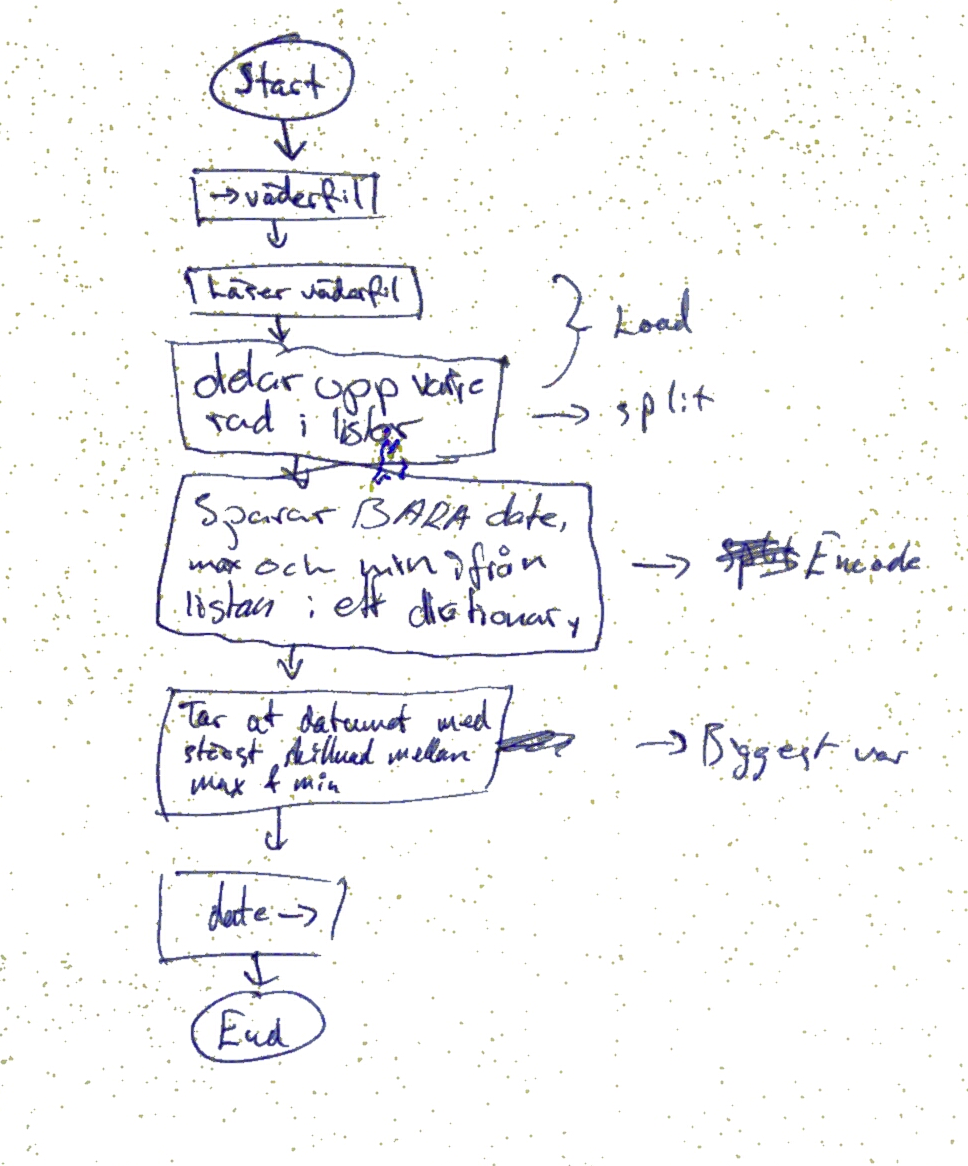 Start
→väderfil
Läser väderfil
Load
delar upp varje
rad i listor
→ split
Sparar BARA date,
max och min ifrån
listan i ett dictionary
→ Encode
Tar at datumet med
störst skillnad mellan
max & min
→ Biggest var
date →
End